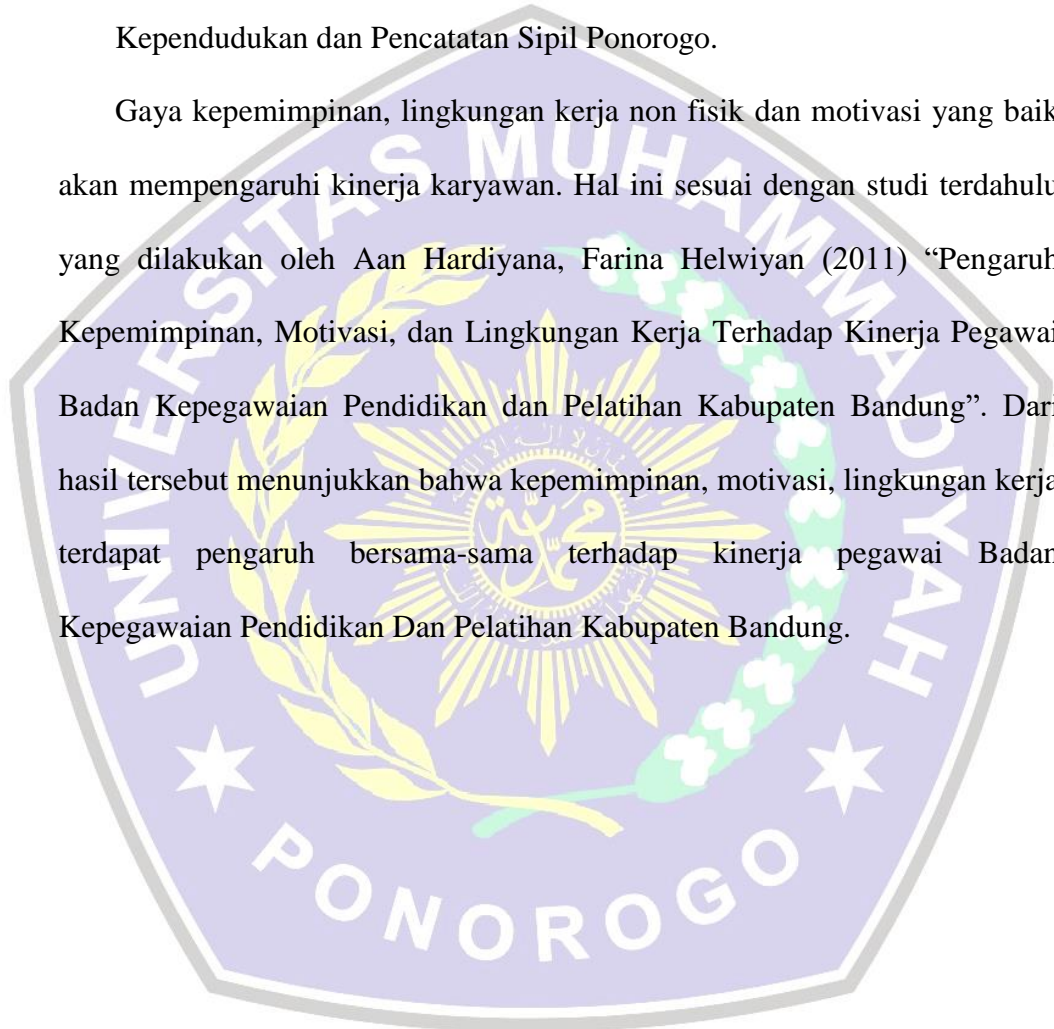 Kependudukan dan Pencatatan Sipil Ponorogo.
Gaya kepemimpinan, lingkungan kerja non fisik dan motivasi yang baik
akan mempengaruhi kinerja karyawan. Hal ini sesuai dengan studi terdahulu
yang dilakukan oleh Aan Hardiyana, Farina Helwiyan (2011) “Pengaruh
Kepemimpinan, Motivasi, dan Lingkungan Kerja Terhadap Kinerja Pegawai
Badan Kepegawaian Pendidikan dan Pelatihan Kabupaten Bandung”. Dari
hasil tersebut menunjukkan bahwa kepemimpinan, motivasi, lingkungan kerja
terdapat pengaruh bersama-sama terhadap kinerja pegawai Badan
Kepegawaian Pendidikan Dan Pelatihan Kabupaten Bandung.
UNIVERSITAS MUHAMMADIYAH
PONOROGO